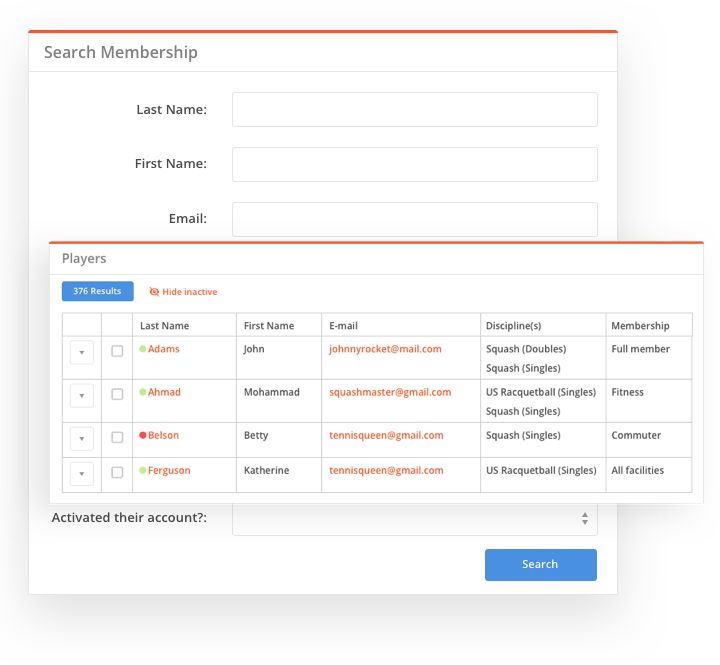 Search Membership
Last Name:
First Name:
Email:
Players
376 Results Hide inactive
Last Name First Name E-mail Discipline(s) Membership
Adams John johnnyrocket@mail.com Squash (Doubles) Full member
Squash (Singles)
Ahmad Mohammad squashmaster@gmail.com US Racquetball (Singles) Fitness
Squash (Singles)
Belson Betty tennisqueen@gmail.com Squash (Singles) Commuter
Ferguson Katherine tennisqueen@gmail.com US Racquetball (Singles) All facilities
Activated their account?:
Search